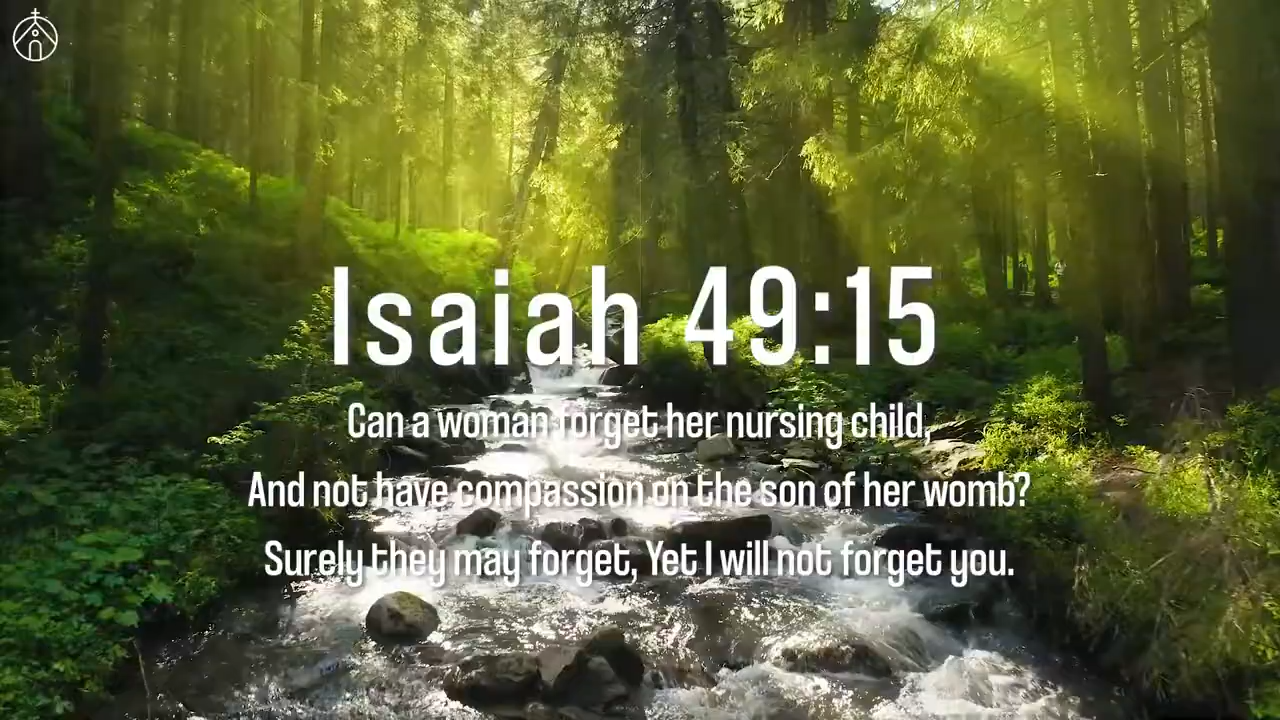 Isaiah 49:15
Can a woman forget her nursing child,
And not have compassion on the son of her womb?
Surely they may forget, Yet I will not forget you.